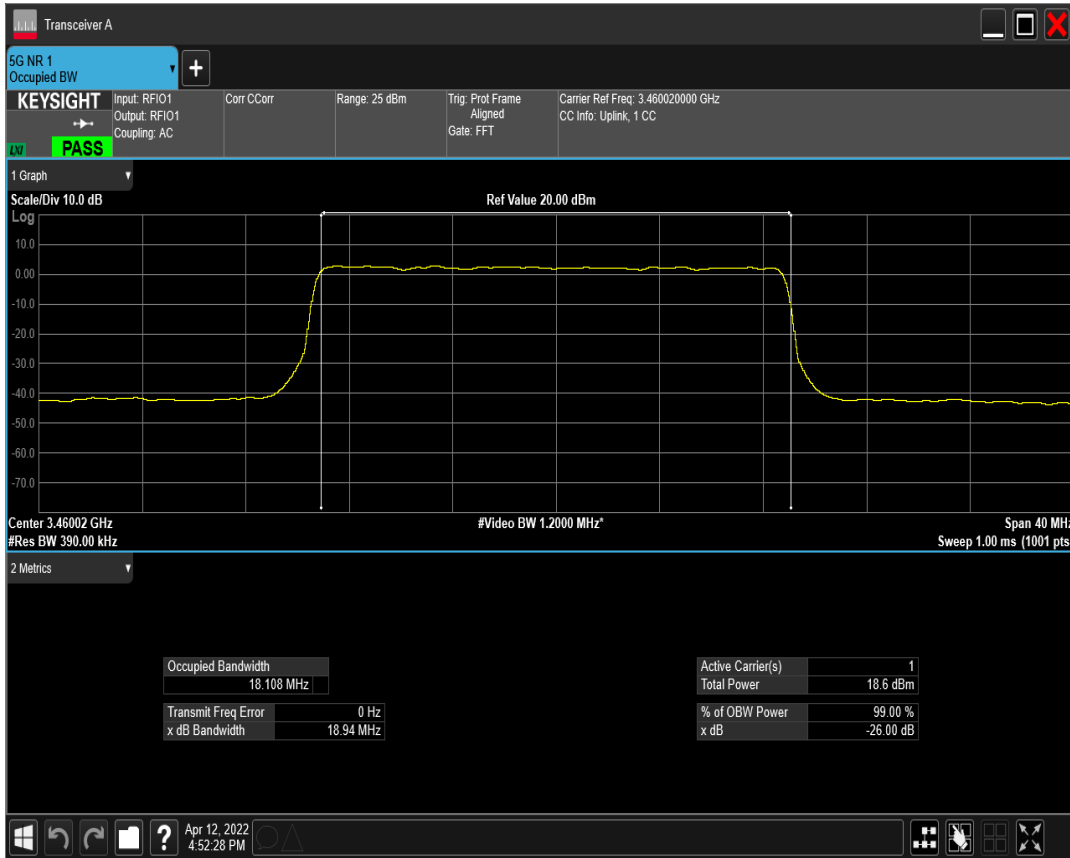 Transceiver A
5G NR 1
Occupied BW
KEYSIGHT
LXI
PASS
Input: RFIO1
Output: RFIO1
Coupling: AC
Corr CCorr
Range: 25 dBm
Trig: Prot Frame
Aligned
Gate: FFT
Carrier Ref Freq: 3.460020000 GHz
CC Info: Uplink, 1 CC
1 Graph
Scale/Div 10.0 dB
Ref Value 20.00 dBm
Log
10.0
0.00
-10.0
-20.0
-30.0
-40.0
-50.0
-60.0
-70.0
Center 3.46002 GHz
#Video BW 1.2000 MHz*
Span 40 MHz
#Res BW 390.00 kHz
Sweep 1.00 ms (1001 pts
2 Metrics
Occupied Bandwidth
18.108 MHz
Transmit Freq Error 0 Hz
x dB Bandwidth 18.94 MHz
Active Carrier(s) 1
Total Power 18.6 dBm
% of OBW Power 99.00 %
x dB -26.00 dB
?
Apr 12, 2022
4:52:28 PM